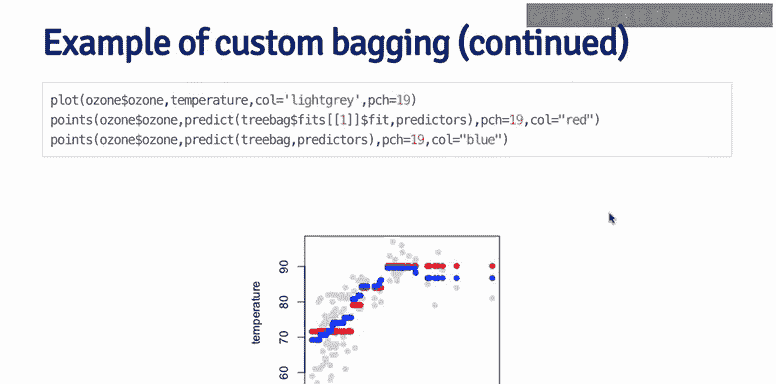 Example of custom bagging (continued)
plot(ozone$ozone,temperature,col='lightgrey',pch=19)
points(ozone$ozone,predict(treebag$fits[[1]]$fit,predictors),pch=19,col="red")
points(ozone$ozone,predict(treebag,predictors),pch=19,col="blue")
90
80
70
60
temperature